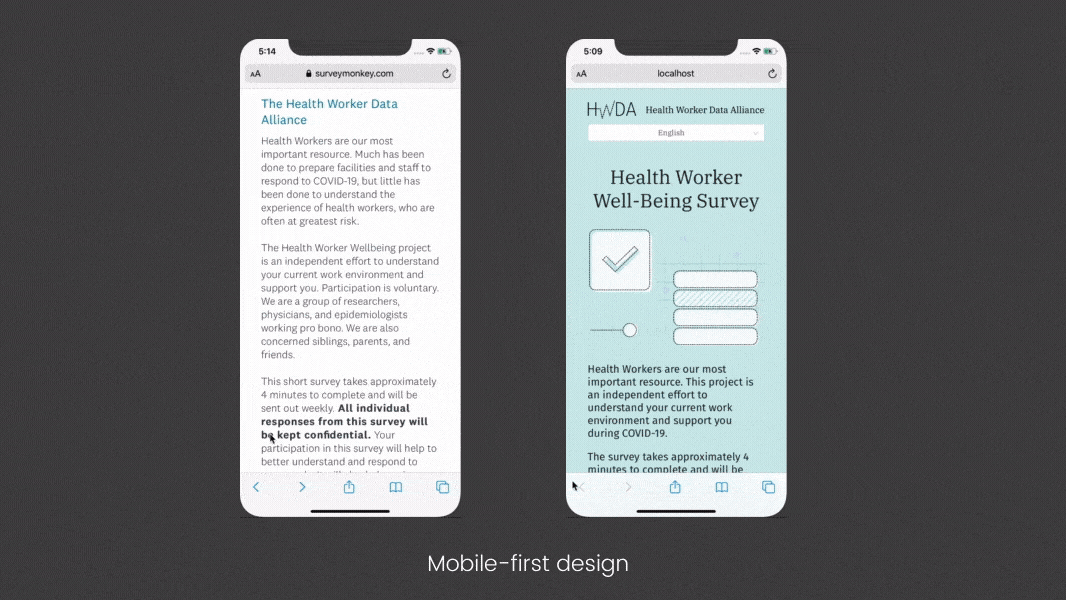 5:14
AA surveymonkey.com
The Health Worker Data
Alliance
Health Workers are our most
important resource. Much has been
done to prepare facilities and staff to
respond to COVID-19, but little has
been done to understand the
experience of health workers, who are
often at greatest risk.
The Health Worker Wellbeing project
is an independent effort to understand
your current work environment and
support you. Participation is voluntary.
We are a group of researchers,
physicians, and epidemiologists
working pro bono. We are also
concerned siblings, parents, and
friends.
This short survey takes approximately
4 minutes to complete and will be
sent out weekly. All individual
responses from this survey will
be kept confidential. Your
participation in this survey will help to
better understand and respond to
5:09
AA localhost
HWDA Health Worker Data Alliance
English
Health Worker
Well-Being Survey
Health Workers are our most
important resource. This project is
an independent effort to
understand your current work
environment and support you
during COVID-19.
The survey takes approximately 4
minutes to complete and will be
Mobile-first design